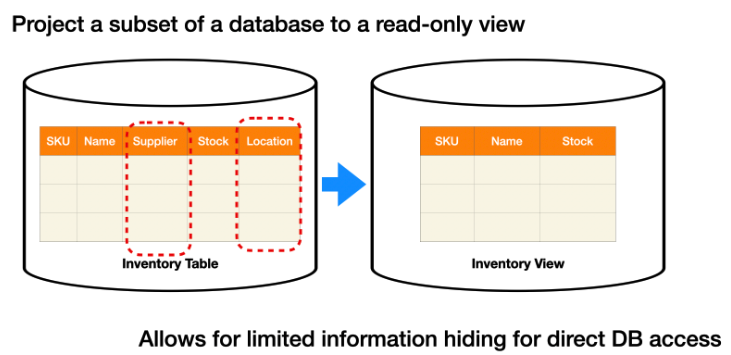 Project a subset of a database to a read-only view
SKU Name Supplier Stock Location
Inventory Table
SKU Name Stock
Inventory View
Allows for limited information hiding for direct DB access